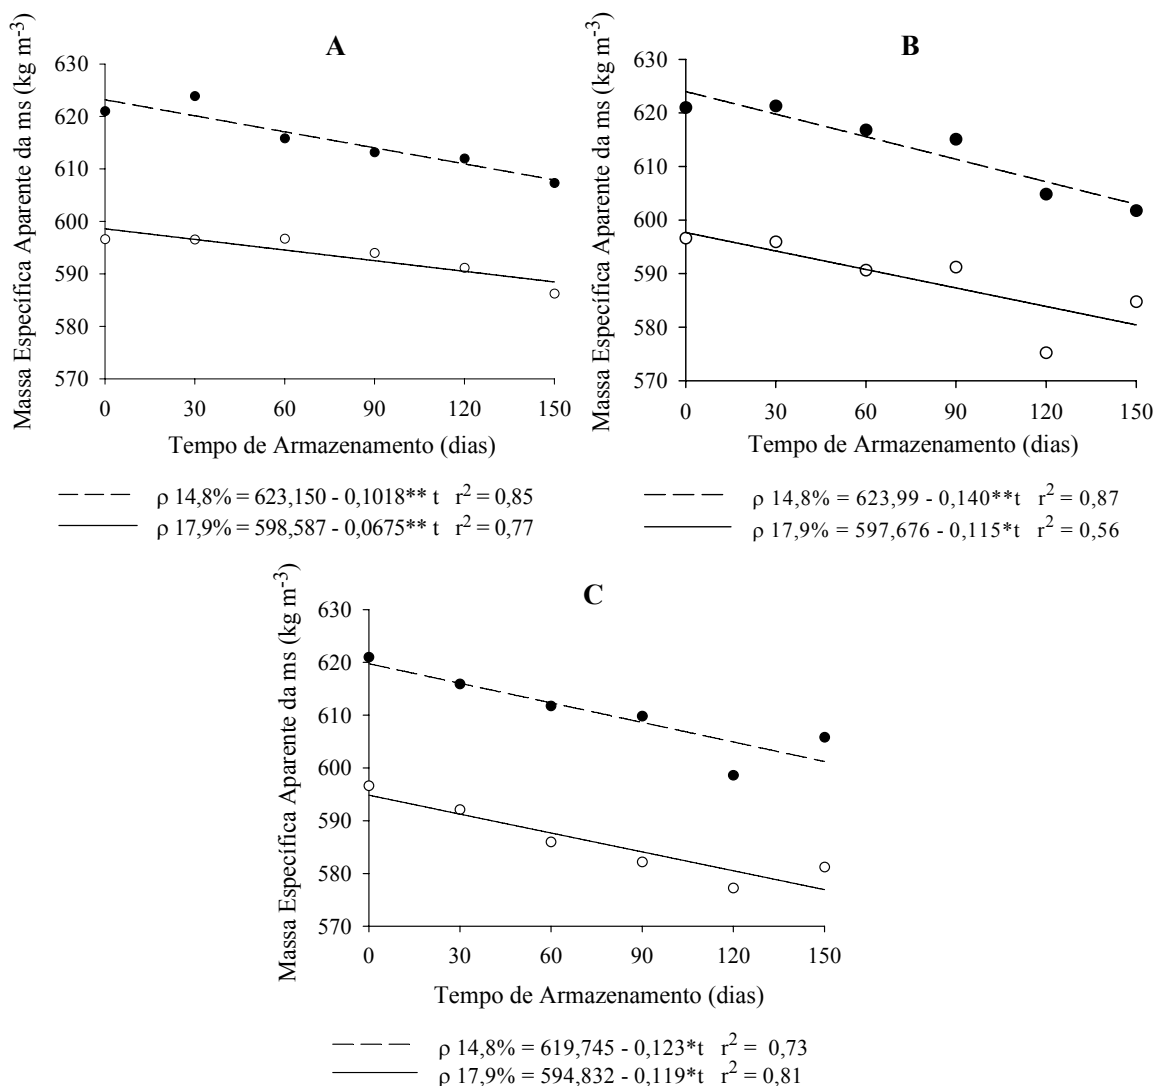 A
Massa Específica Aparente da ms (kg m⁻³)
630
620
610
600
590
580
570
0 30 60 90 120 150
Tempo de Armazenamento (dias)
ρ 14,8% = 623,150 - 0,1018** t r² = 0,85
ρ 17,9% = 598,587 - 0,0675** t r² = 0,77
B
Massa Específica Aparente da ms (kg m⁻³)
630
620
610
600
590
580
570
0 30 60 90 120 150
Tempo de Armazenamento (dias)
ρ 14,8% = 623,99 - 0,140**t r² = 0,87
ρ 17,9% = 597,676 - 0,115*t r² = 0,56
C
Massa Específica Aparente da ms (kg m⁻³)
630
620
610
600
590
580
570
0 30 60 90 120 150
Tempo de Armazenamento (dias)
ρ 14,8% = 619,745 - 0,123*t r² = 0,73
ρ 17,9% = 594,832 - 0,119*t r² = 0,81